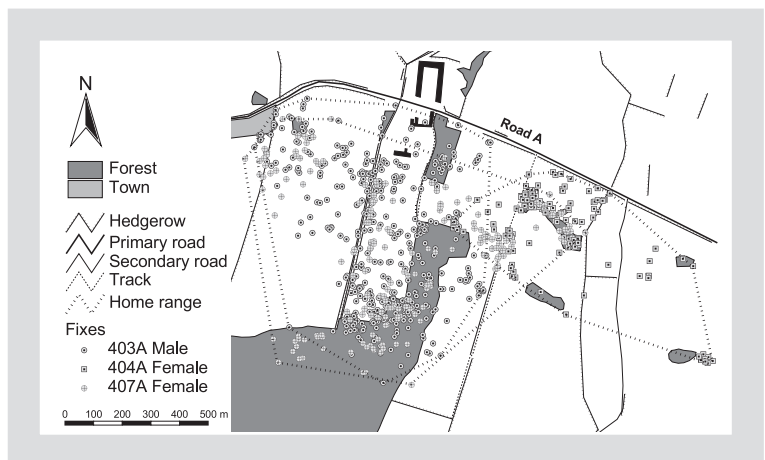 N
Forest
Town
Hedgerow
Primary road
Secondary road
Track
Home range
Fixes
403A Male
404A Female
407A Female
0 100 200 300 400 500 m
Road A